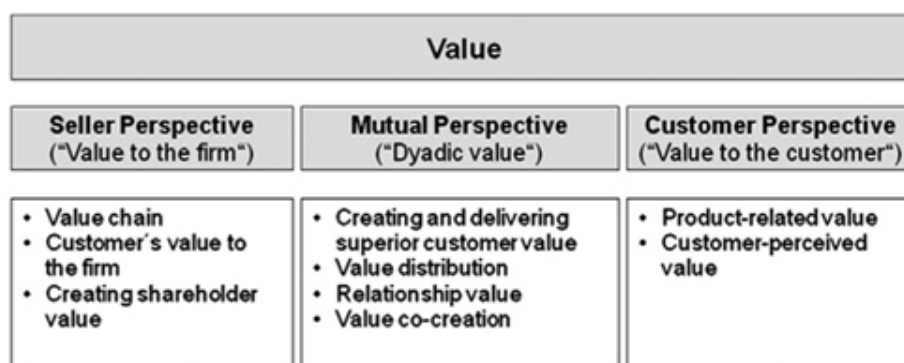 Value
Seller Perspective
(“Value to the firm“)
Mutual Perspective
(“Dyadic value“)
Customer Perspective
(“Value to the customer“)
• Value chain
• Customer´s value to
the firm
• Creating shareholder
value
• Creating and delivering
superior customer value
• Value distribution
• Relationship value
• Value co-creation
• Product-related value
• Customer-perceived
value